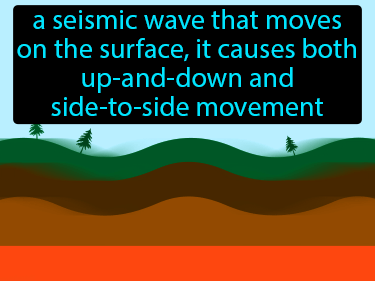 a seismic wave that moves
on the surface, it causes both
up-and-down and
side-to-side movement